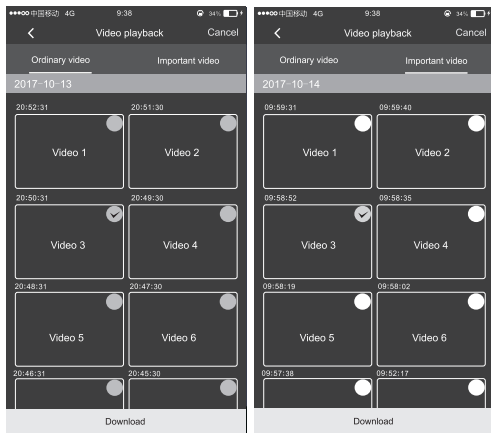 中国移动 4G 9:38 34%
Video playback Cancel
Ordinary video Important video
2017-10-13
20:52:31 20:51:30
Video 1 Video 2
20:50:31 20:49:30
Video 3 Video 4
20:48:31 20:47:30
Video 5 Video 6
20:46:31 20:45:30
Download
中国移动 4G 9:38 34%
Video playback Cancel
Ordinary video Important video
2017-10-14
09:59:31 09:59:40
Video 1 Video 2
09:58:52 09:58:35
Video 3 Video 4
09:58:19 09:58:02
Video 5 Video 6
09:57:38 09:52:17
Download